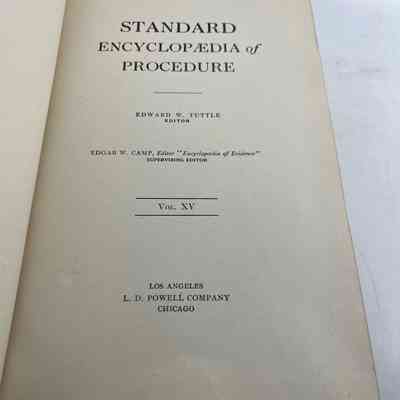 STANDARD
ENCYCLOPÆDIA of
PROCEDURE
EDWARD W. TUTTLE
EDITOR
EDGAR W. CAMP, Editor "Encyclopædia of Evidence"
SUPERVISING EDITOR
VOL. XV
LOS ANGELES
L. D. POWELL COMPANY
CHICAGO